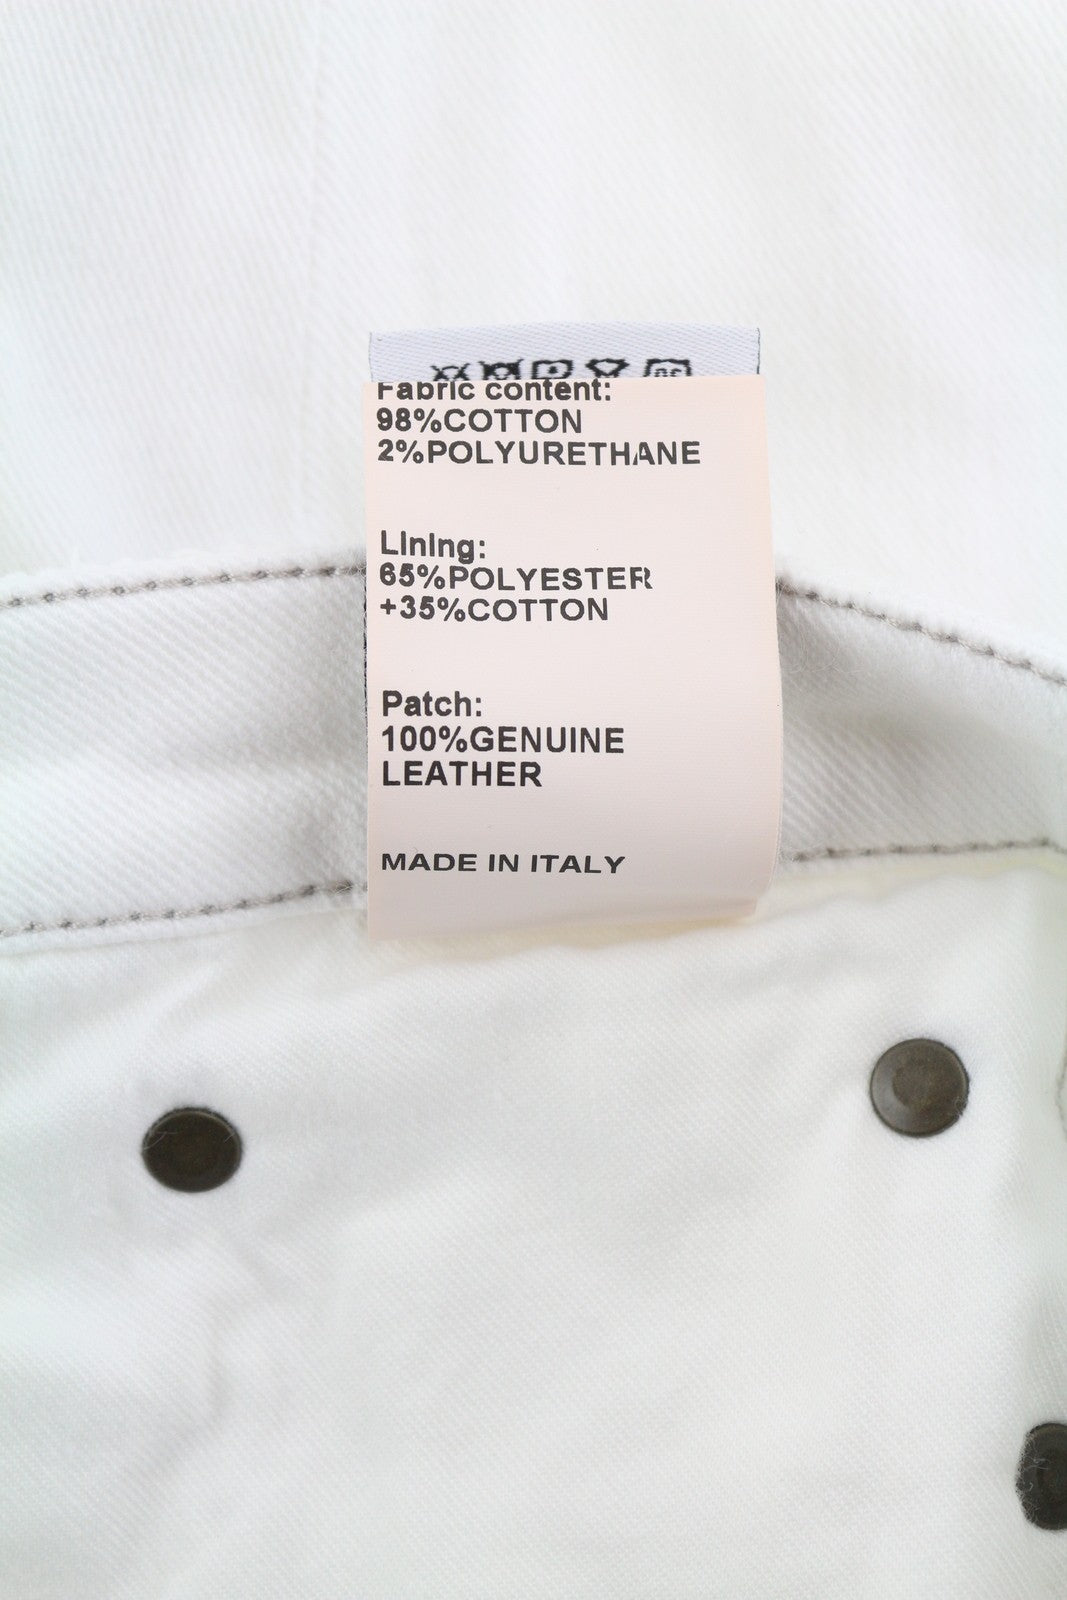 Fabric content:
98%COTTON
2%POLYURETHANE
Lining:
65%POLYESTER
+35%COTTON
Patch:
100%GENUINE
LEATHER
MADE IN ITALY